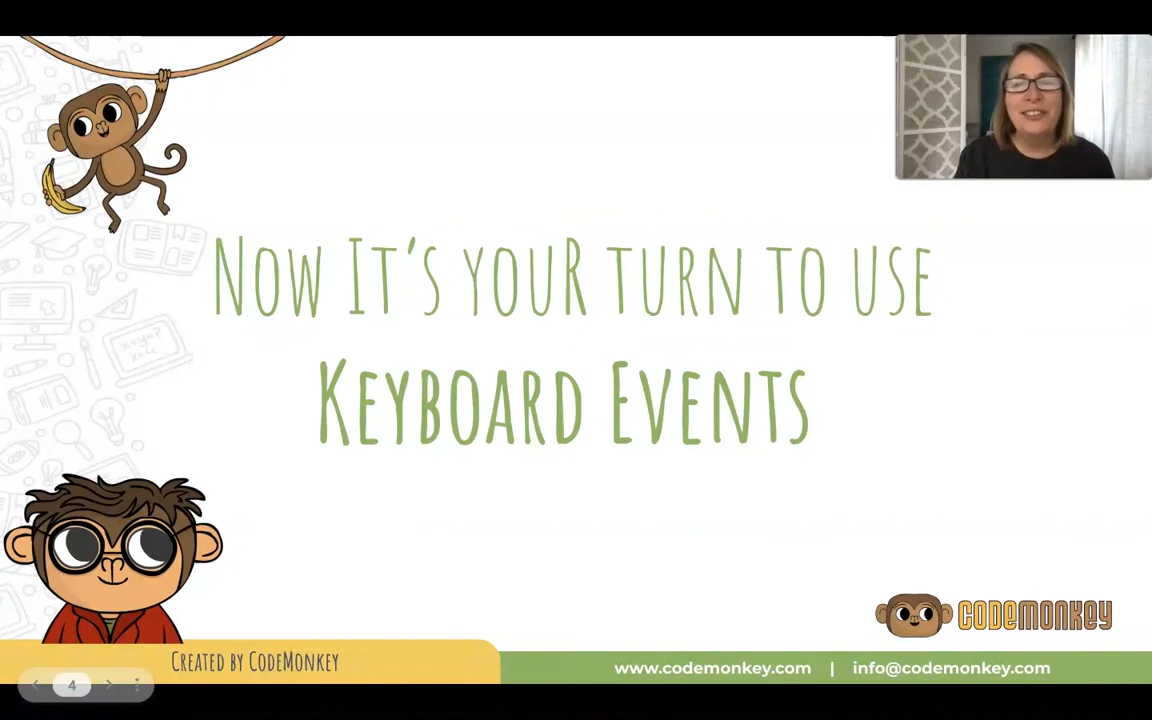 Now It's your turn to use
Keyboard Events
x+y=?
CODEMONKEY
Created by CodeMonkey
www.codemonkey.com | info@codemonkey.com
4